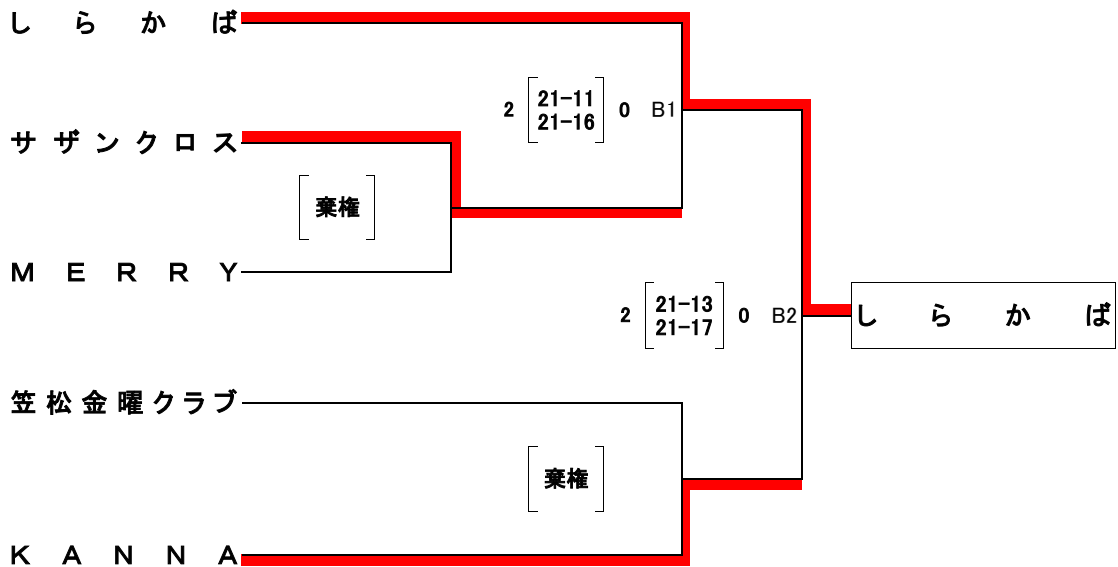 しらかば
2 21-11 0 B1
21-16
サザンクロス
棄権
MERRY
2 21-13 0 B2
21-17
しらかば
笠松金曜クラブ
棄権
KANNA